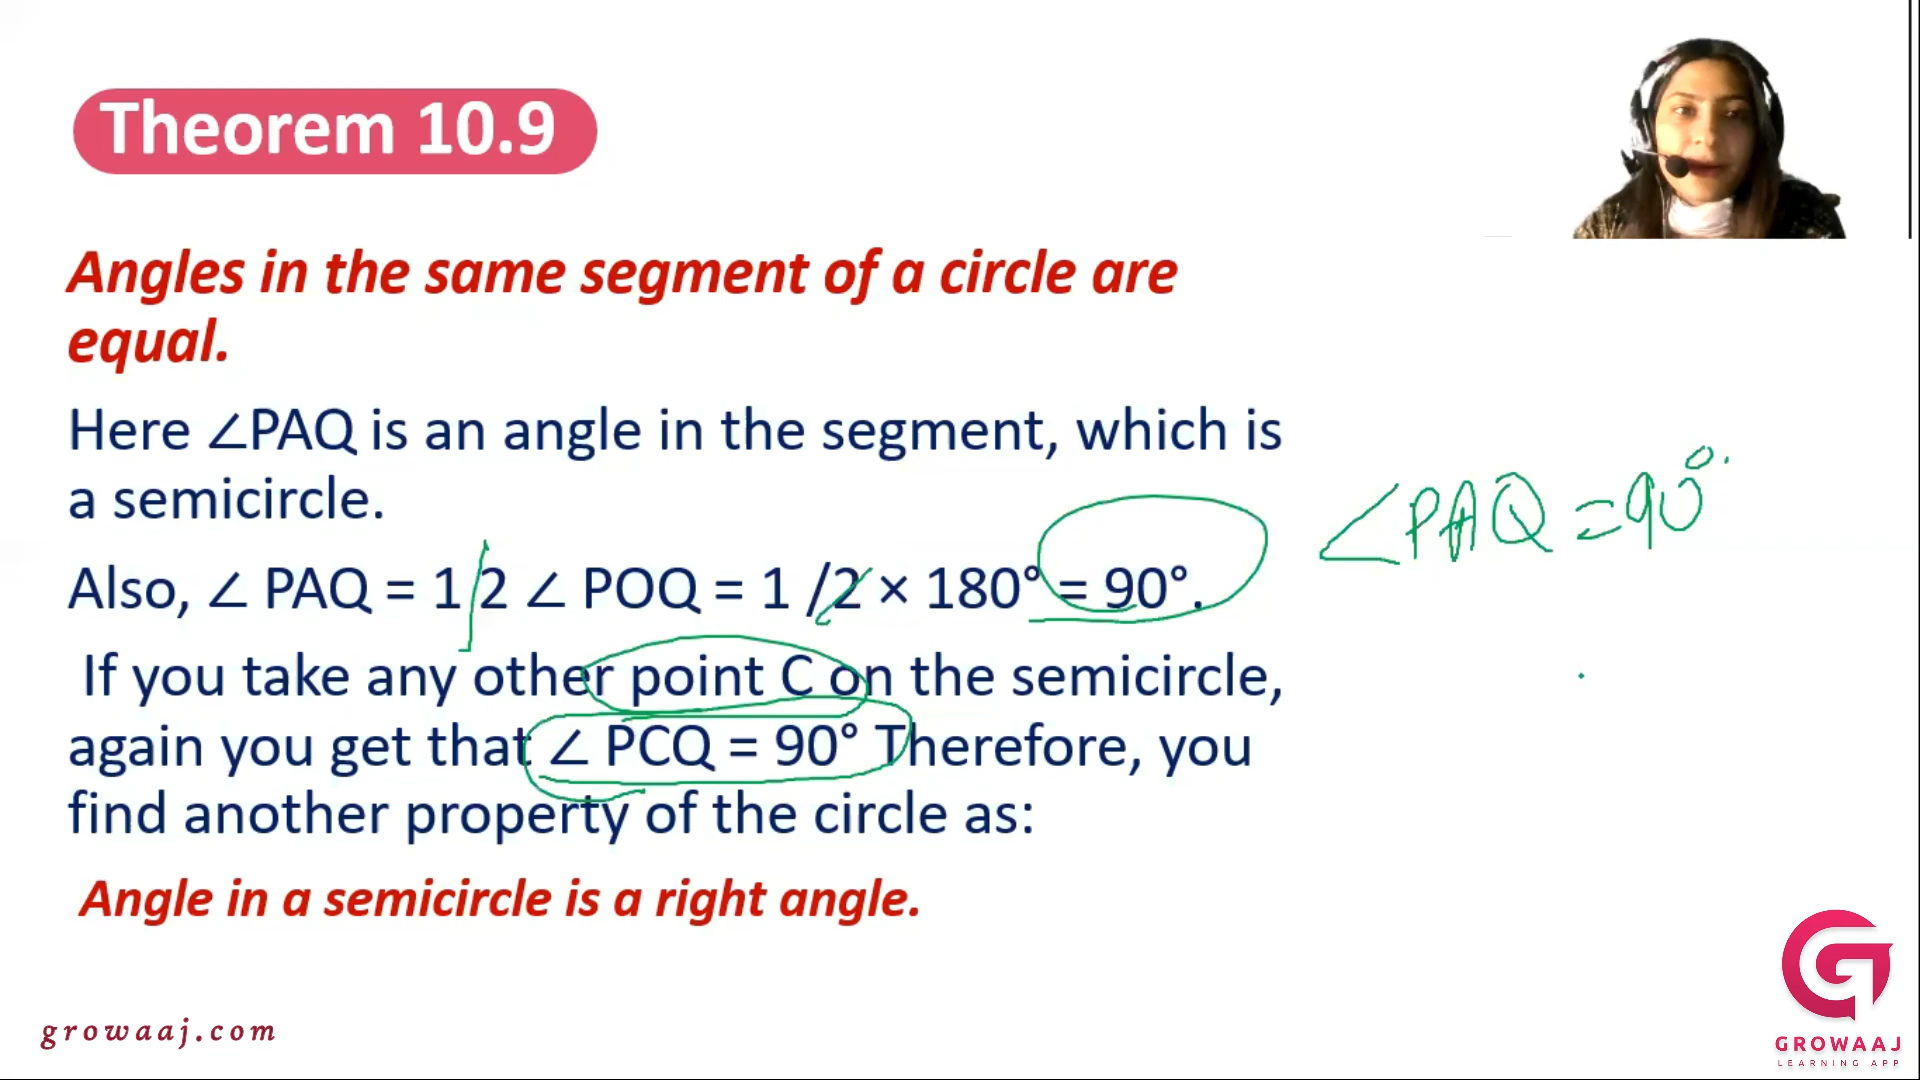 Theorem 10.9
Angles in the same segment of a circle are
equal.
Here ∠PAQ is an angle in the segment, which is
a semicircle.
∠PAQ = 90°.
Also, ∠ PAQ = 1/2 ∠ POQ = 1 /2 × 180° = 90°.
If you take any other point C on the semicircle,
again you get that ∠ PCQ = 90° Therefore, you
find another property of the circle as:
Angle in a semicircle is a right angle.
growaaj.com
GROWAAJ
LEARNING APP